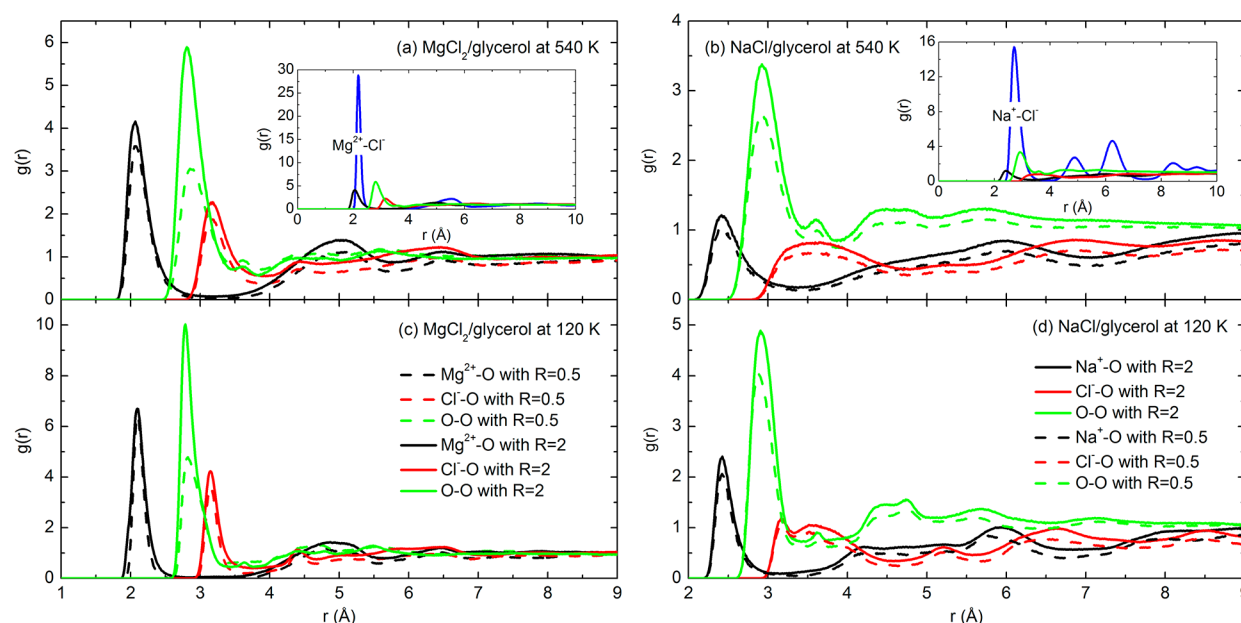 (a) MgCl2/glycerol at 540 K
g(r)
6
5
4
3
2
1
0
g(r)
30
25
20
15
10
5
0
Mg2+-Cl-
0 2 4 6 8 10
r (Å)
(b) NaCl/glycerol at 540 K
g(r)
4
3
2
1
0
g(r)
16
12
8
4
0
Na+-Cl-
0 2 4 6 8 10
r (Å)
(c) MgCl2/glycerol at 120 K
g(r)
10
8
6
4
2
0
Mg2+-O with R=0.5
Cl--O with R=0.5
O-O with R=0.5
Mg2+-O with R=2
Cl--O with R=2
O-O with R=2
1 2 3 4 5 6 7 8 9
r (Å)
(d) NaCl/glycerol at 120 K
g(r)
5
4
3
2
1
0
Na+-O with R=2
Cl--O with R=2
O-O with R=2
Na+-O with R=0.5
Cl--O with R=0.5
O-O with R=0.5
2 3 4 5 6 7 8 9
r (Å)